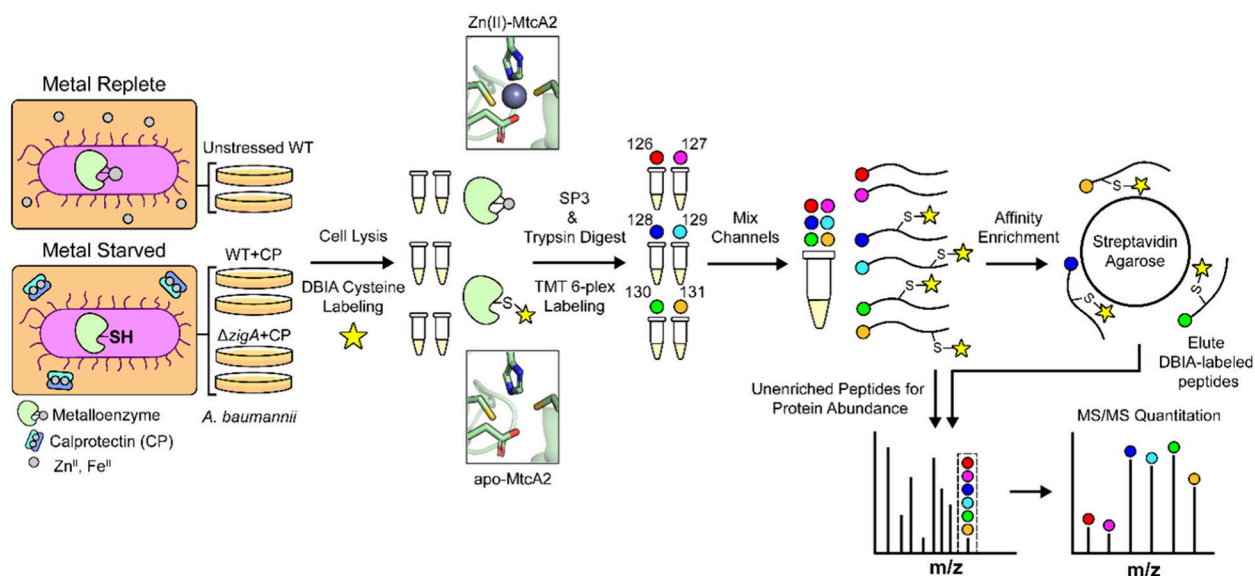 Zn(II)-MtcA2
Metal Replete
Unstressed WT
Metal Starved
WT+CP
ΔzigA+CP
SH
A. baumannii
Metalloenzyme
Calprotectin (CP)
Znᴵᴵ, Feᴵᴵ
Cell Lysis
DBIA Cysteine
Labeling
S
apo-MtcA2
SP3
&
Trypsin Digest
TMT 6-plex
Labeling
126 127
128 129
130 131
Mix
Channels
S
S
S
S
Affinity
Enrichment
S
Streptavidin
Agarose
S
S
Elute
DBIA-labeled
peptides
Unenriched Peptides for
Protein Abundance
MS/MS Quantitation
m/z
m/z